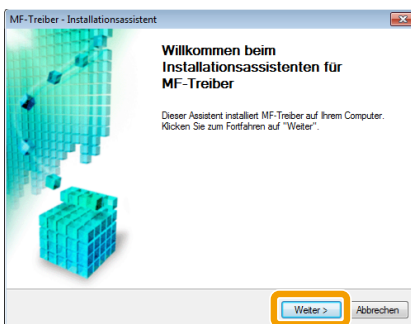 MF-Treiber - Installationsassistent
Willkommen beim
Installationsassistenten für
MF-Treiber
Dieser Assistent installiert MF-Treiber auf Ihrem Computer.
Klicken Sie zum Fortfahren auf "Weiter".
Weiter >
Abbrechen